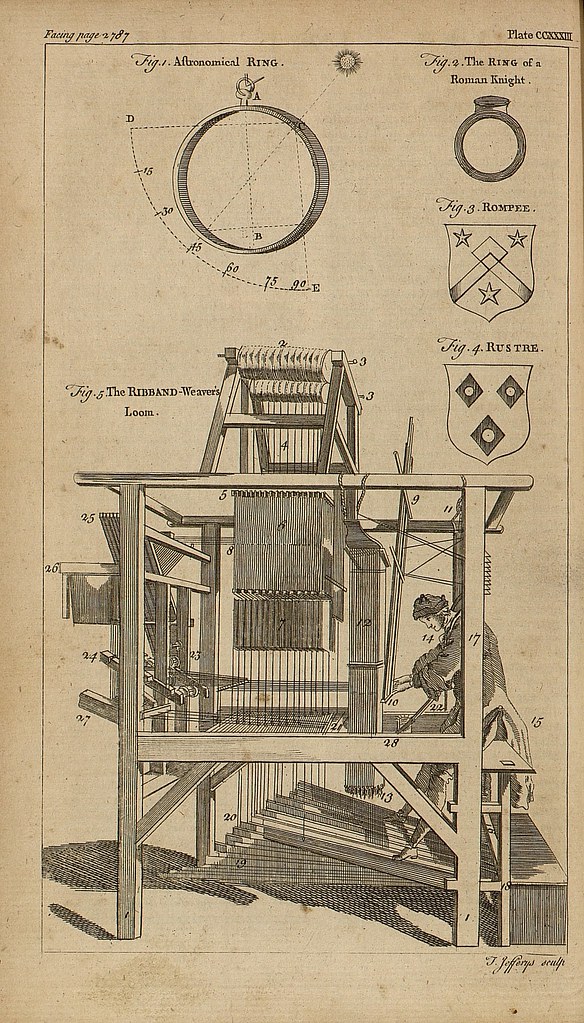 Facing page 2787
Plate CCXXXIII
Fig. 1. Aſtronomical RING.
A
D
C
B
15
30
45
60
75
90
E
Fig. 2. The RING of a
Roman Knight.
Fig. 3. ROMPEE.
Fig. 4. RUSTRE.
Fig. 5. The RIBBAND-Weaver's
Loom.
2
3
3
4
5
6
7
8
9
10
11
12
13
14
15
17
18
19
20
21
22
23
24
25
26
27
28
1
1
T. Jefferys sculp